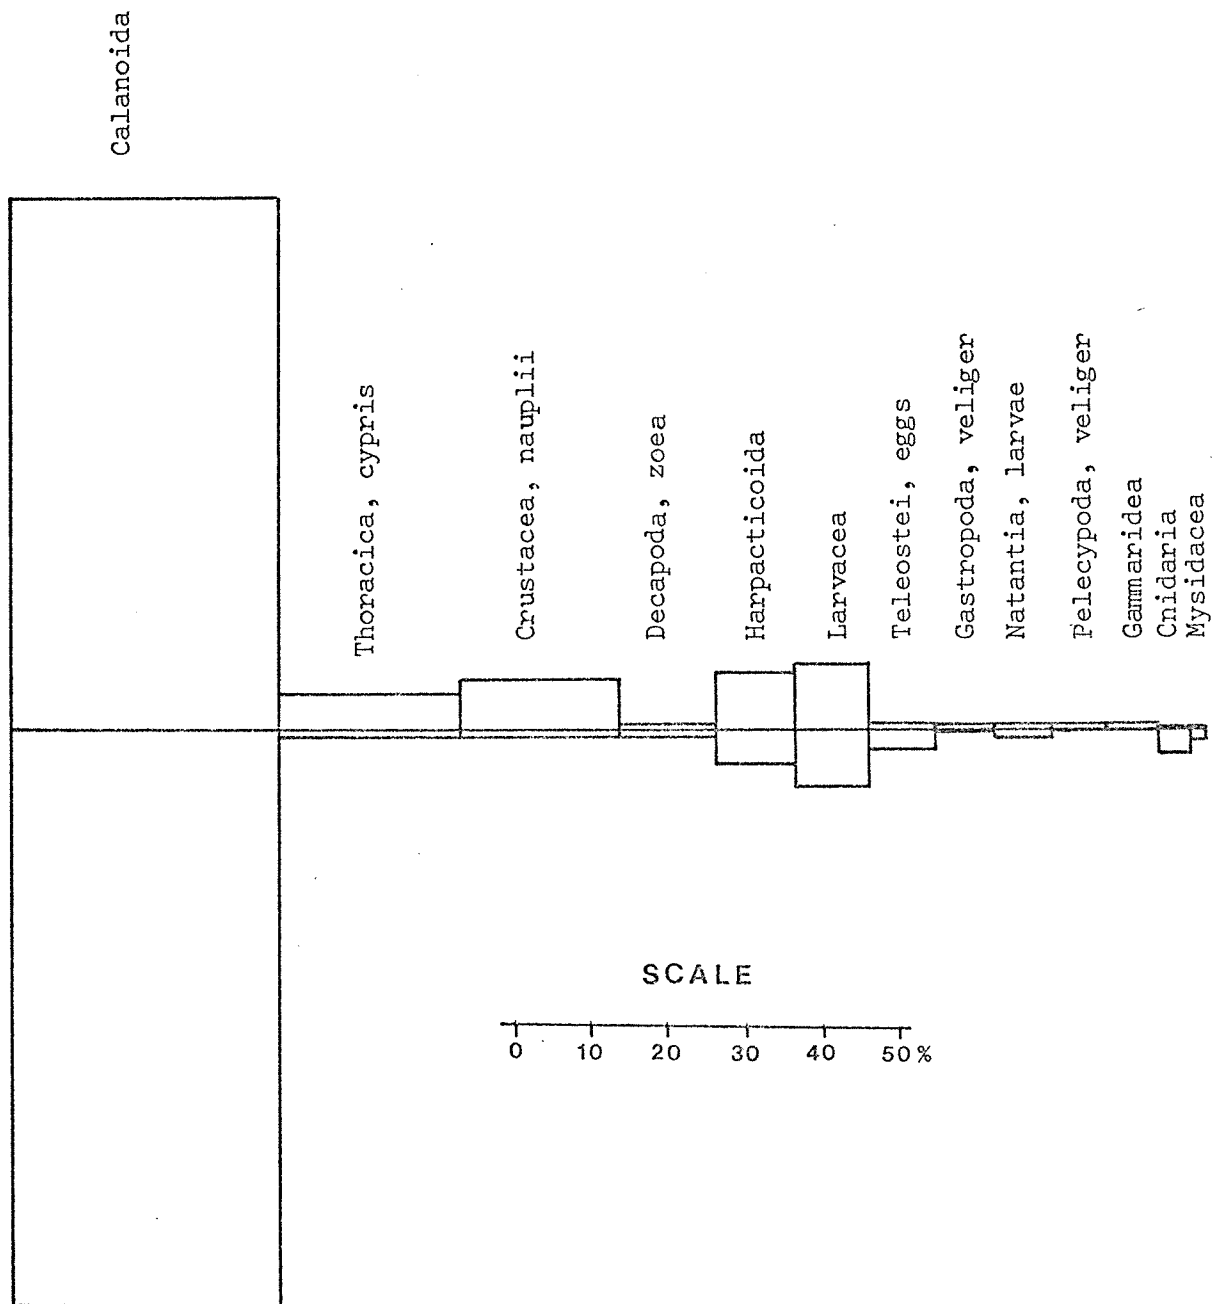 Calanoida
Thoracica, cypris
Crustacea, nauplii
Decapoda, zoea
Harpacticoida
Larvacea
Teleostei, eggs
Gastropoda, veliger
Natantia, larvae
Pelecypoda, veliger
Gammaridea
Cnidaria
Mysidacea
SCALE
0 10 20 30 40 50%